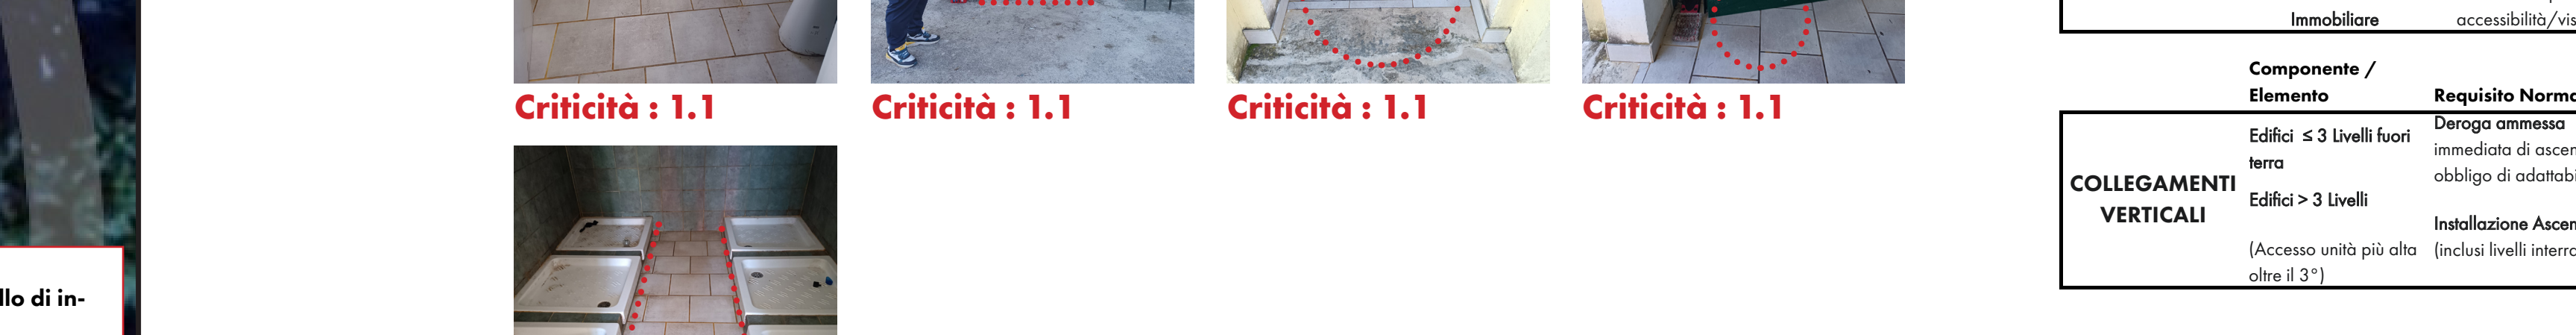 llo di in-
Criticità : 1.1
Criticità : 1.1
Criticità : 1.1
Criticità : 1.1
Immobiliare
accessibilità/vis
Componente /
Elemento
Requisito Norma
COLLEGAMENTI
VERTICALI
Edifici ≤ 3 Livelli fuori
terra
Edifici > 3 Livelli
(Accesso unità più alta
oltre il 3°)
Deroga ammessa
immediata di ascen
obbligo di adattabi
Installazione Ascen
(inclusi livelli interra